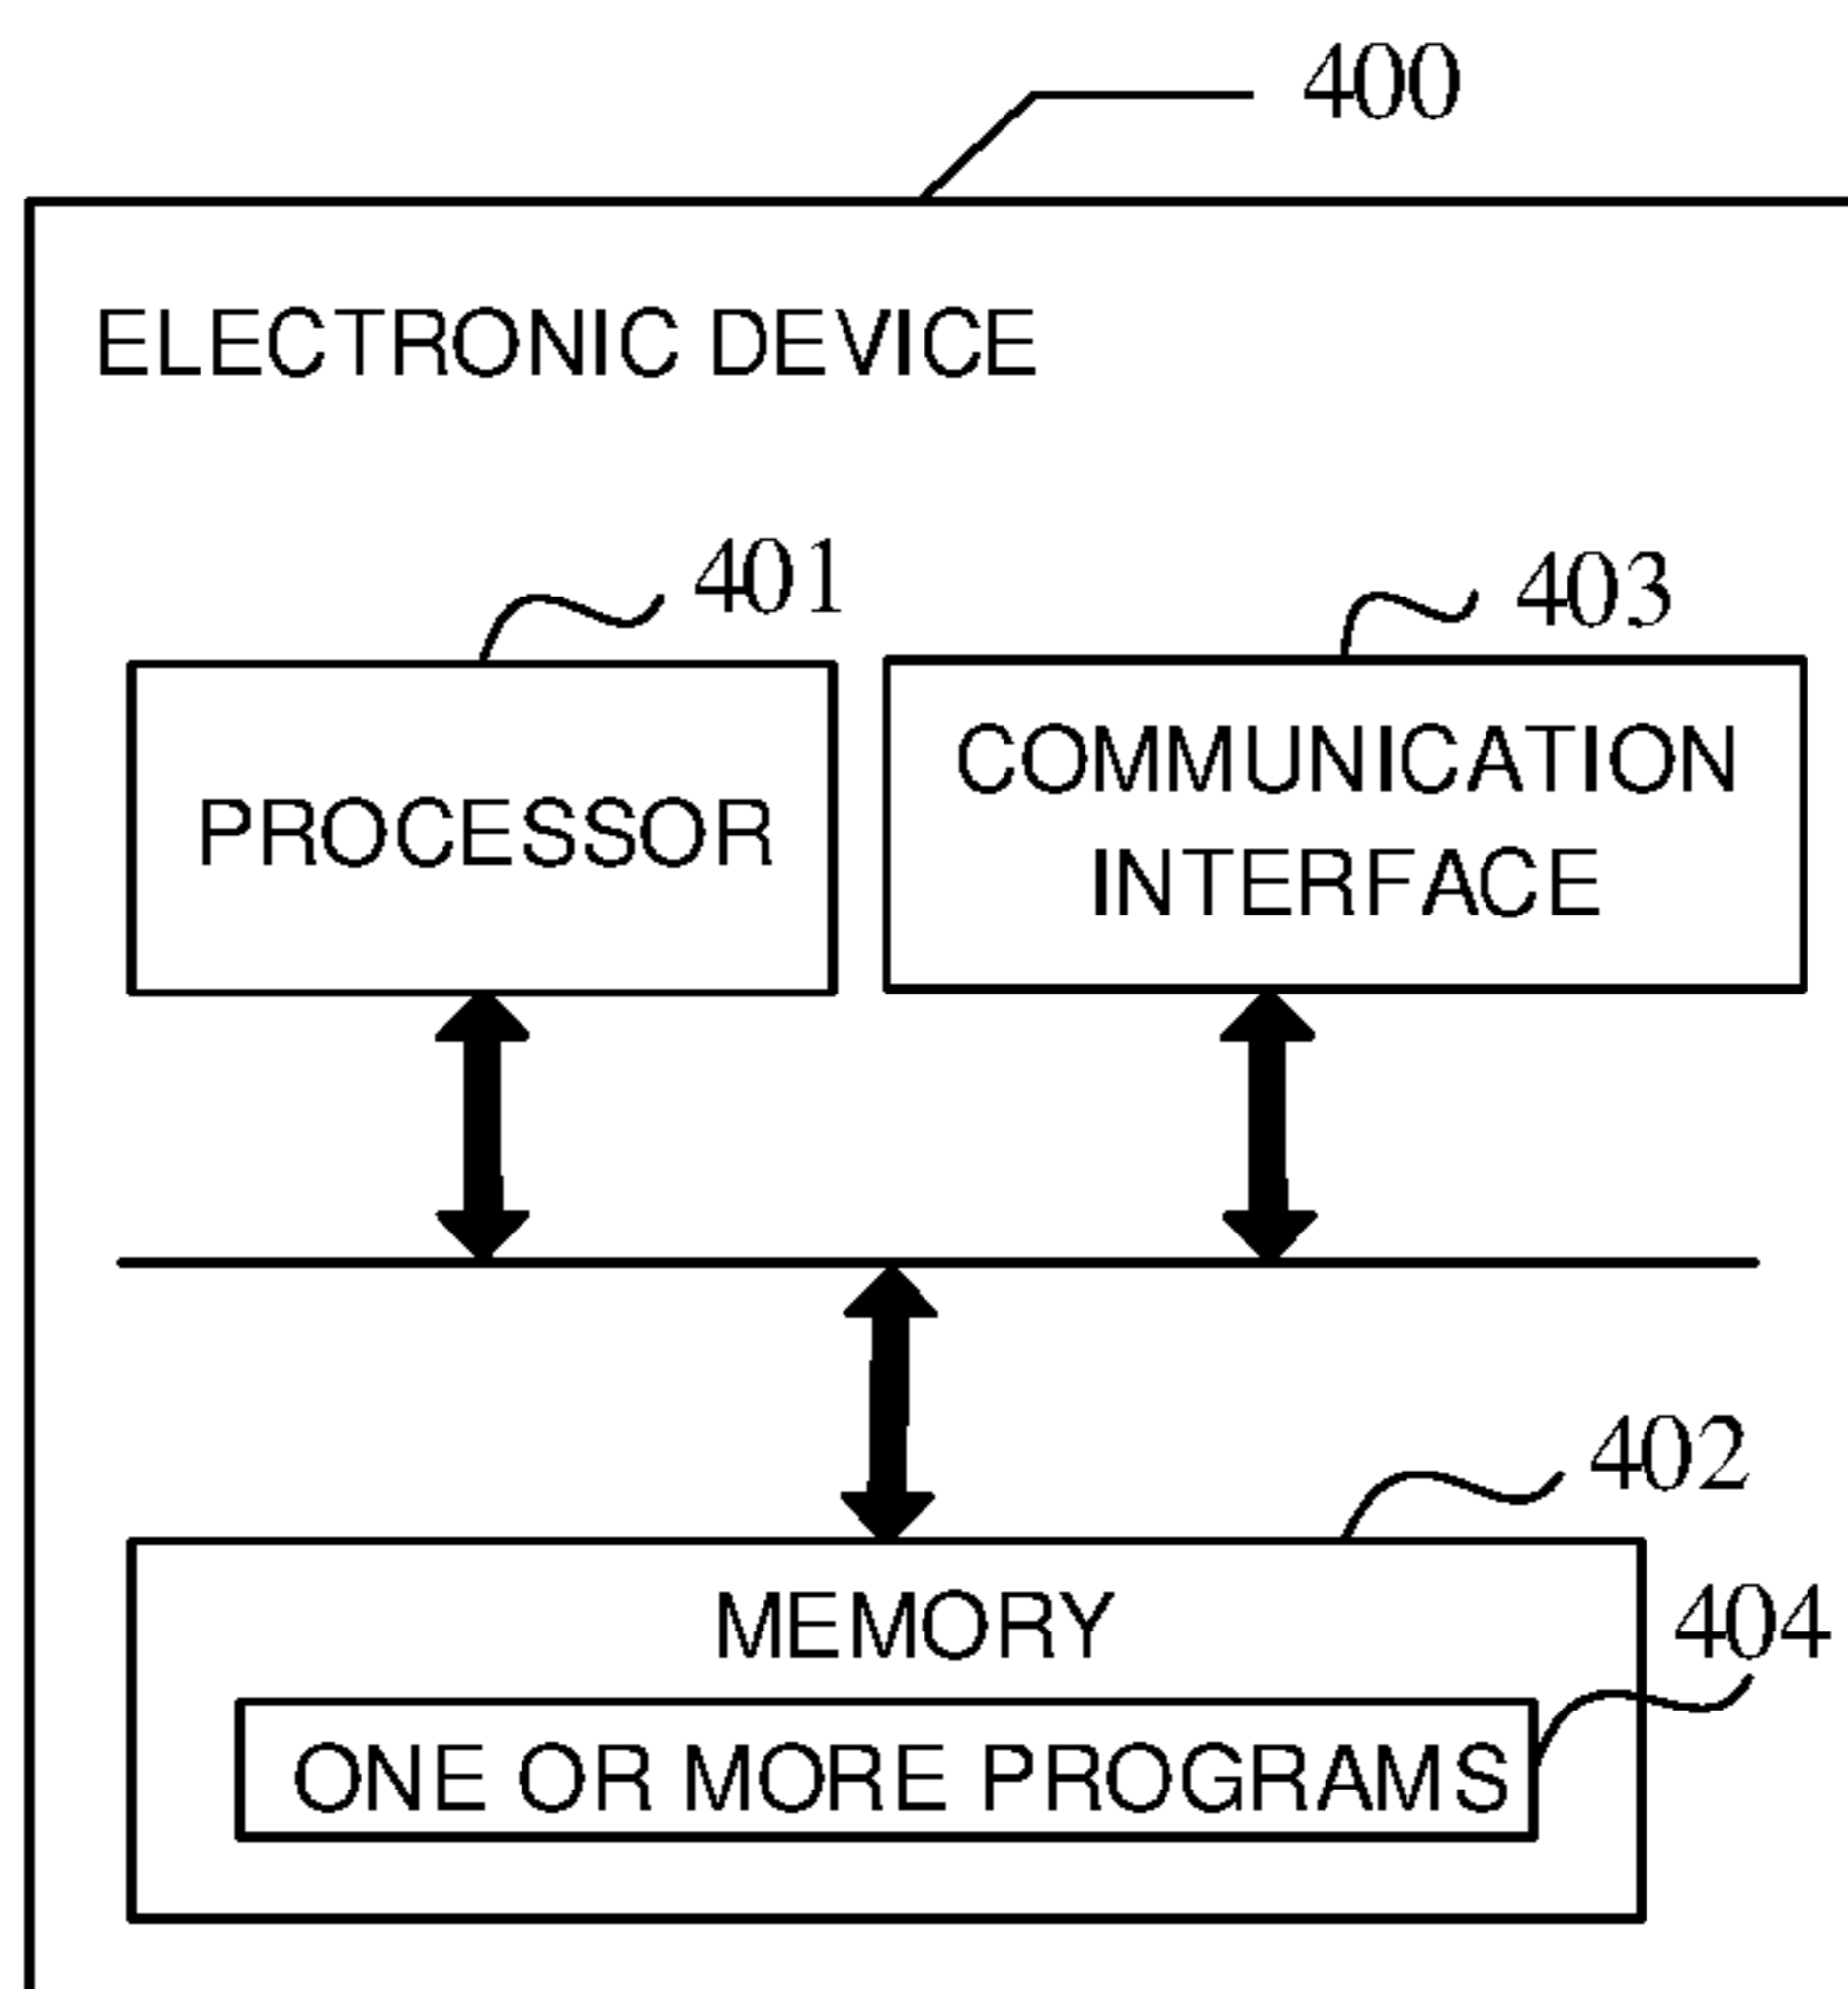 400
ELECTRONIC DEVICE
401
403
PROCESSOR
COMMUNICATION
INTERFACE
402
MEMORY
404
ONE OR MORE PROGRAMS